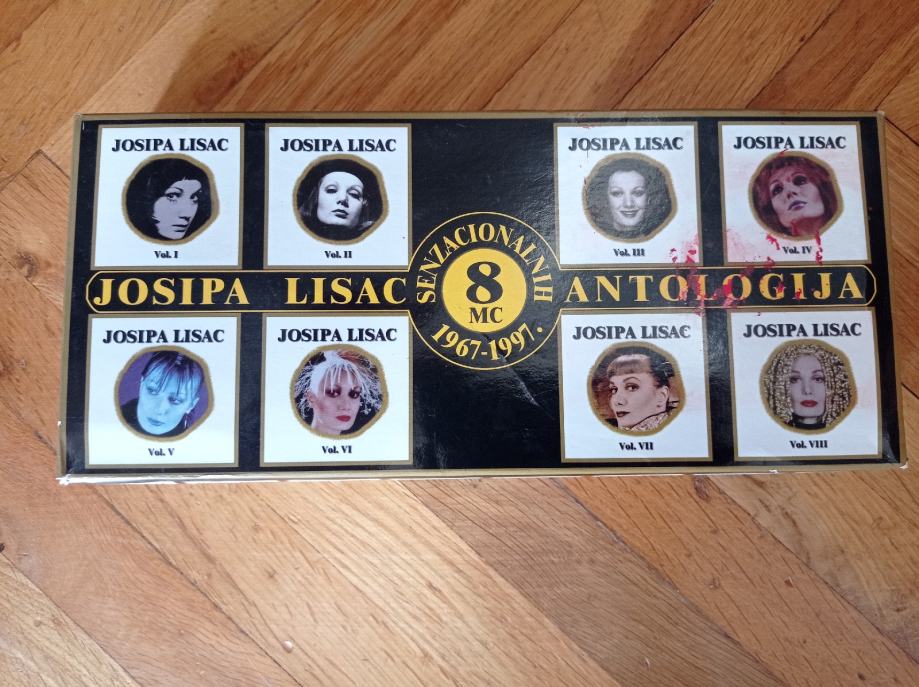 JOSIPA LISAC
Vol. I
JOSIPA LISAC
Vol. II
JOSIPA LISAC
Vol. III
JOSIPA LISAC
Vol. IV
JOSIPA LISAC
SENZACIONALNIH
8
MC
1967-1997.
ANTOLOGIJA
JOSIPA LISAC
Vol. V
JOSIPA LISAC
Vol. VI
JOSIPA LISAC
Vol. VII
JOSIPA LISAC
Vol. VIII